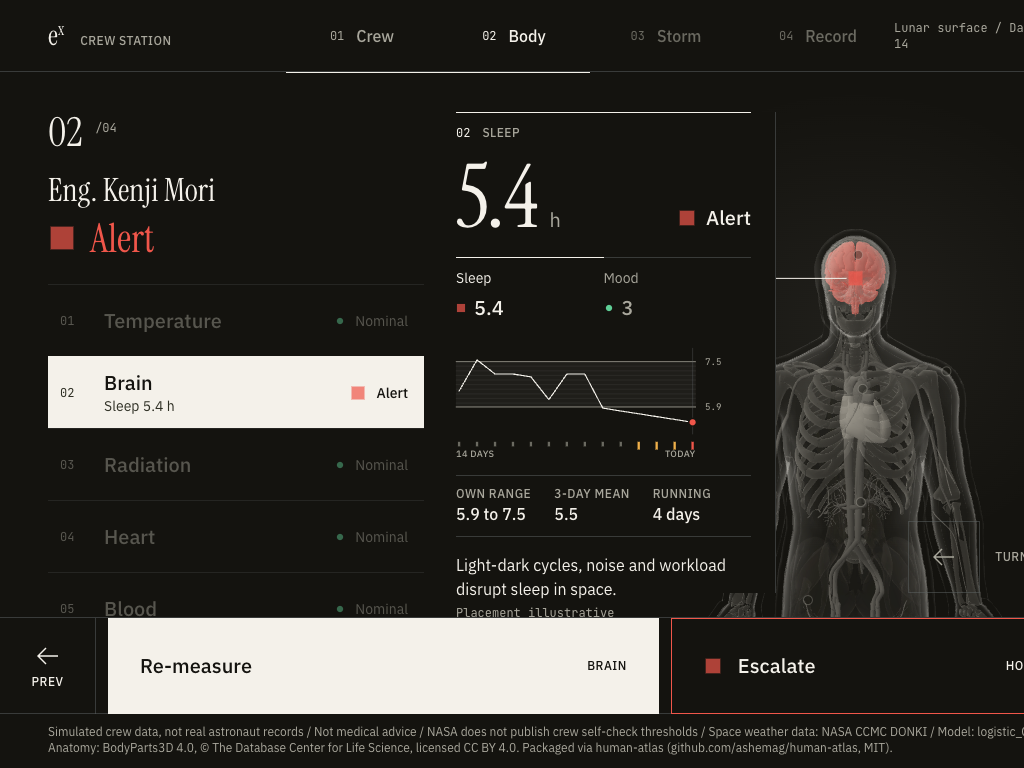 eˣ CREW STATION
01 Crew
02 Body
03 Storm
04 Record
Lunar surface / Da
14
02 /04
Eng. Kenji Mori
Alert
01 Temperature Nominal
02 Brain Alert
Sleep 5.4 h
03 Radiation Nominal
04 Heart Nominal
05 Blood Nominal
02 SLEEP
5.4 h Alert
Sleep Mood
5.4 3
7.5
5.9
14 DAYS TODAY
OWN RANGE 3-DAY MEAN RUNNING
5.9 to 7.5 5.5 4 days
Light-dark cycles, noise and workload
disrupt sleep in space.
Placement illustrative
TURN
PREV
Re-measure BRAIN
Escalate HO
Simulated crew data, not real astronaut records / Not medical advice / NASA does not publish crew self-check thresholds / Space weather data: NASA CCMC DONKI / Model: logistic_
Anatomy: BodyParts3D 4.0, © The Database Center for Life Science, licensed CC BY 4.0. Packaged via human-atlas (github.com/ashemag/human-atlas, MIT).